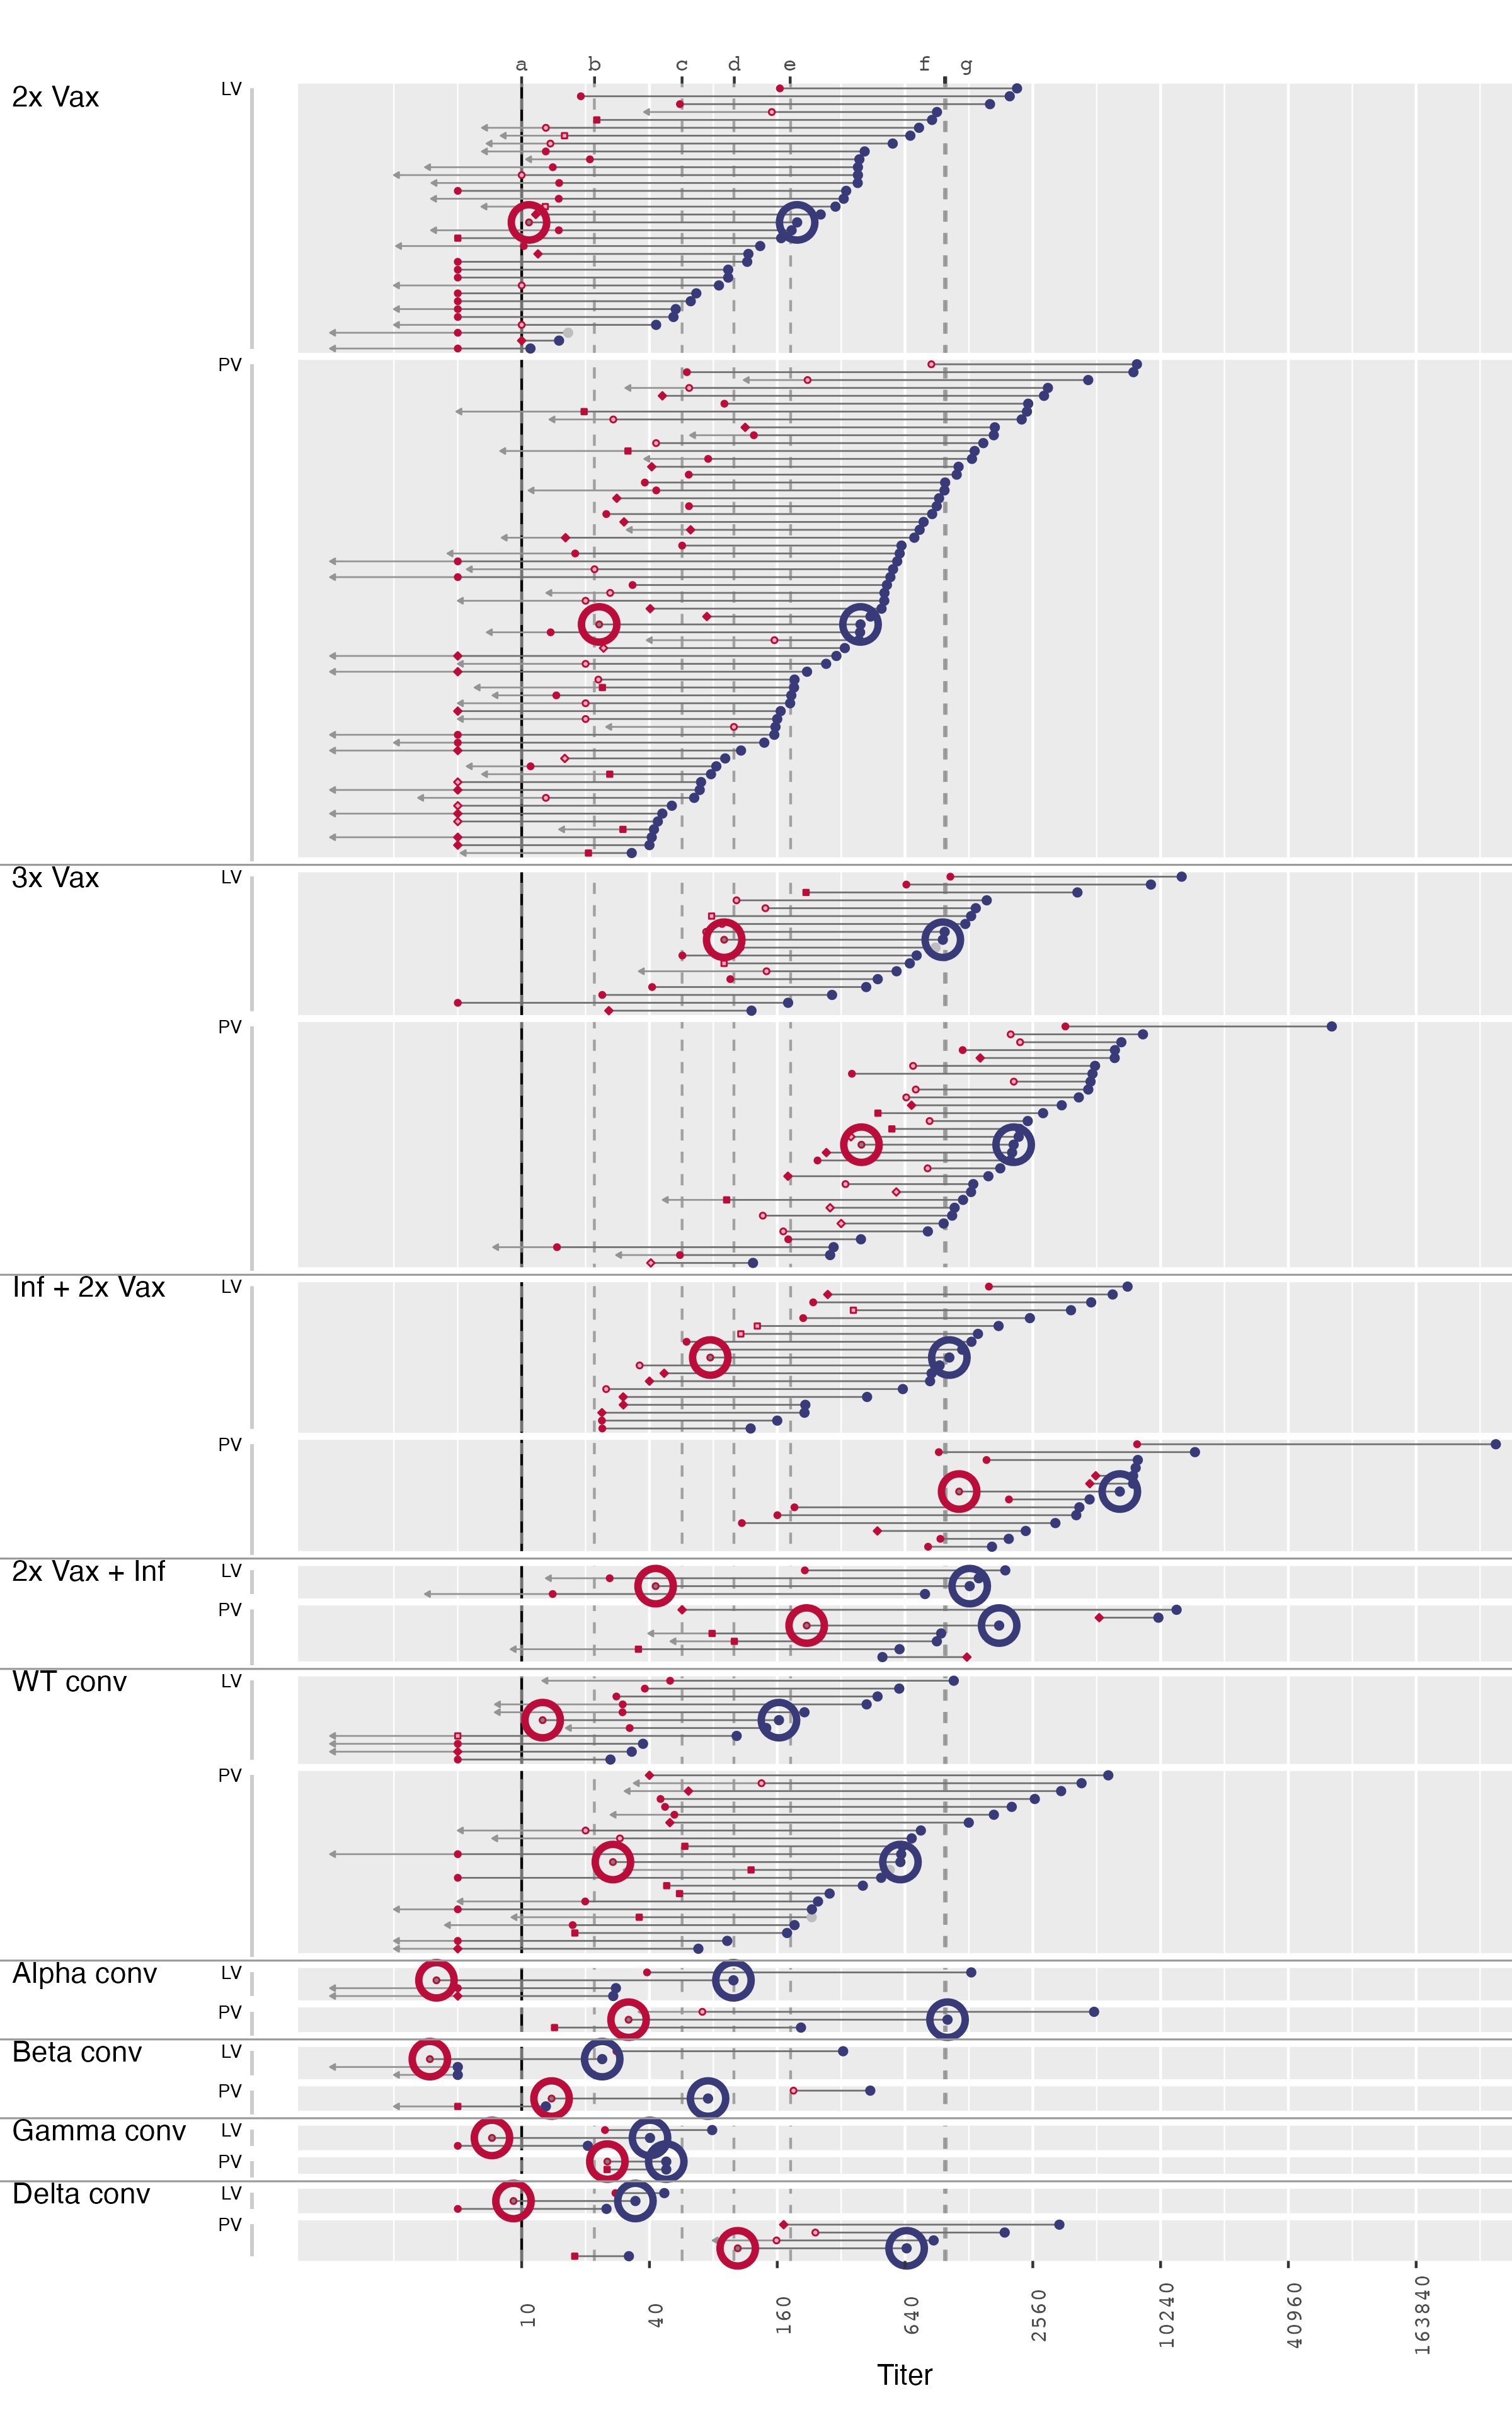 a b c d e f g
2x Vax
LV
PV
3x Vax
LV
PV
Inf + 2x Vax
LV
PV
2x Vax + Inf
LV
PV
WT conv
LV
PV
Alpha conv
LV
PV
Beta conv
LV
PV
Gamma conv
LV
PV
Delta conv
LV
PV
10
40
160
640
2560
10240
40960
163840
Titer